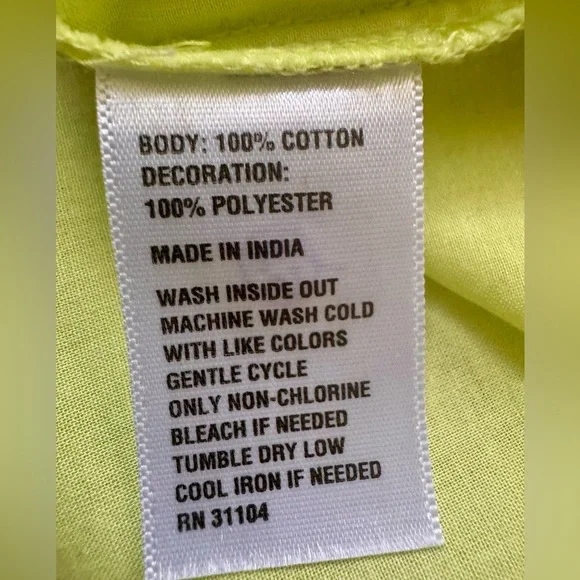 BODY: 100% COTTON
DECORATION:
100% POLYESTER
MADE IN INDIA
WASH INSIDE OUT
MACHINE WASH COLD
WITH LIKE COLORS
GENTLE CYCLE
ONLY NON-CHLORINE
BLEACH IF NEEDED
TUMBLE DRY LOW
COOL IRON IF NEEDED
RN 31104